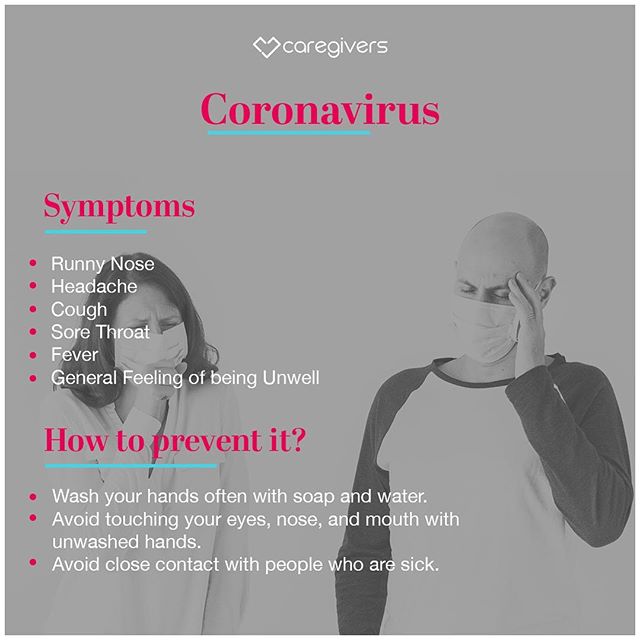 caregivers
Coronavirus
Symptoms
• Runny Nose
• Headache
• Cough
• Sore Throat
• Fever
• General Feeling of being Unwell
How to prevent it?
• Wash your hands often with soap and water.
• Avoid touching your eyes, nose, and mouth with
unwashed hands.
• Avoid close contact with people who are sick.